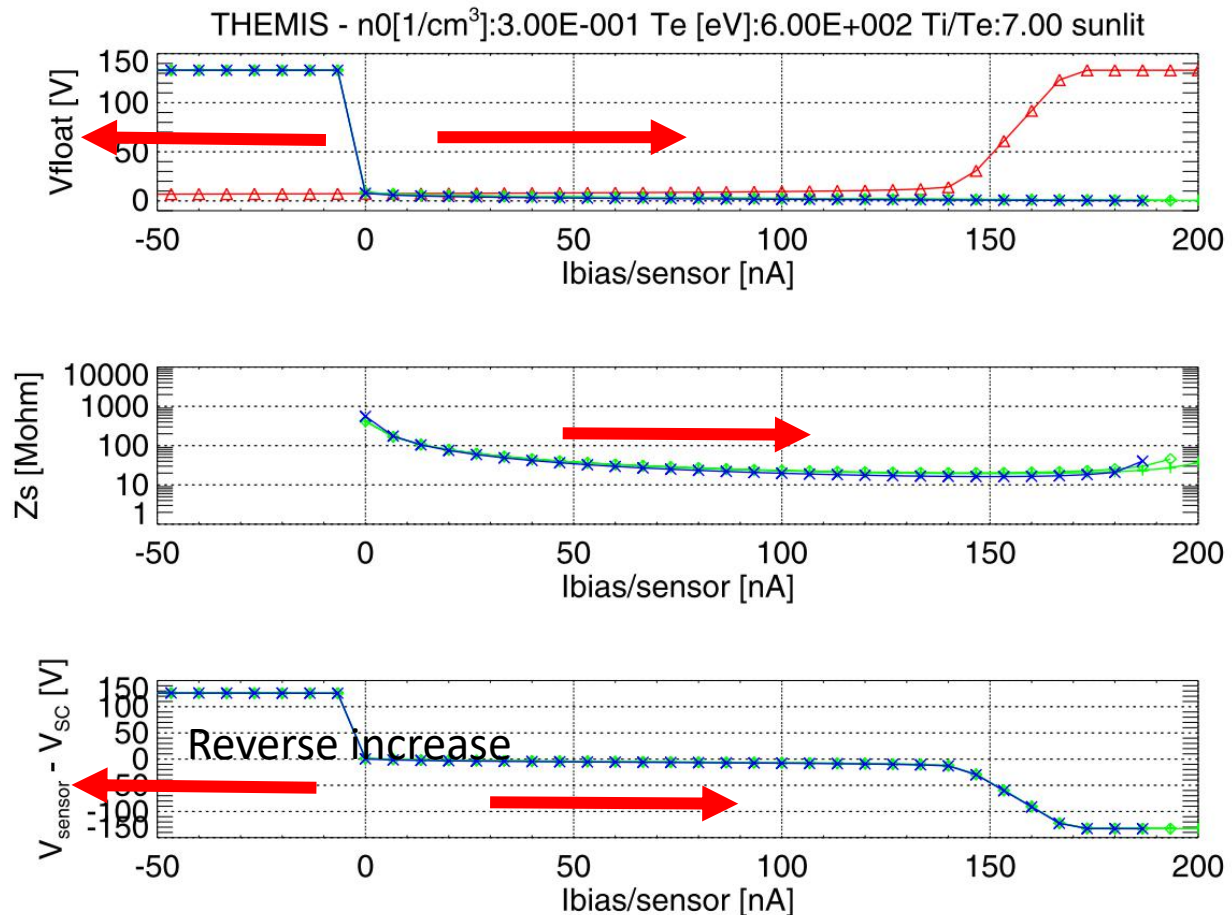 THEMIS - n0[1/cm³]:3.00E-001 Te [eV]:6.00E+002 Ti/Te:7.00 sunlit
Vfloat [V]
150
100
50
0
-50 0 50 100 150 200
Ibias/sensor [nA]
Zs [Mohm]
10000
1000
100
10
1
-50 0 50 100 150 200
Ibias/sensor [nA]
V_sensor - V_SC [V]
150
100
50
0
-50
-100
-150
Reverse increase
-50 0 50 100 150 200
Ibias/sensor [nA]